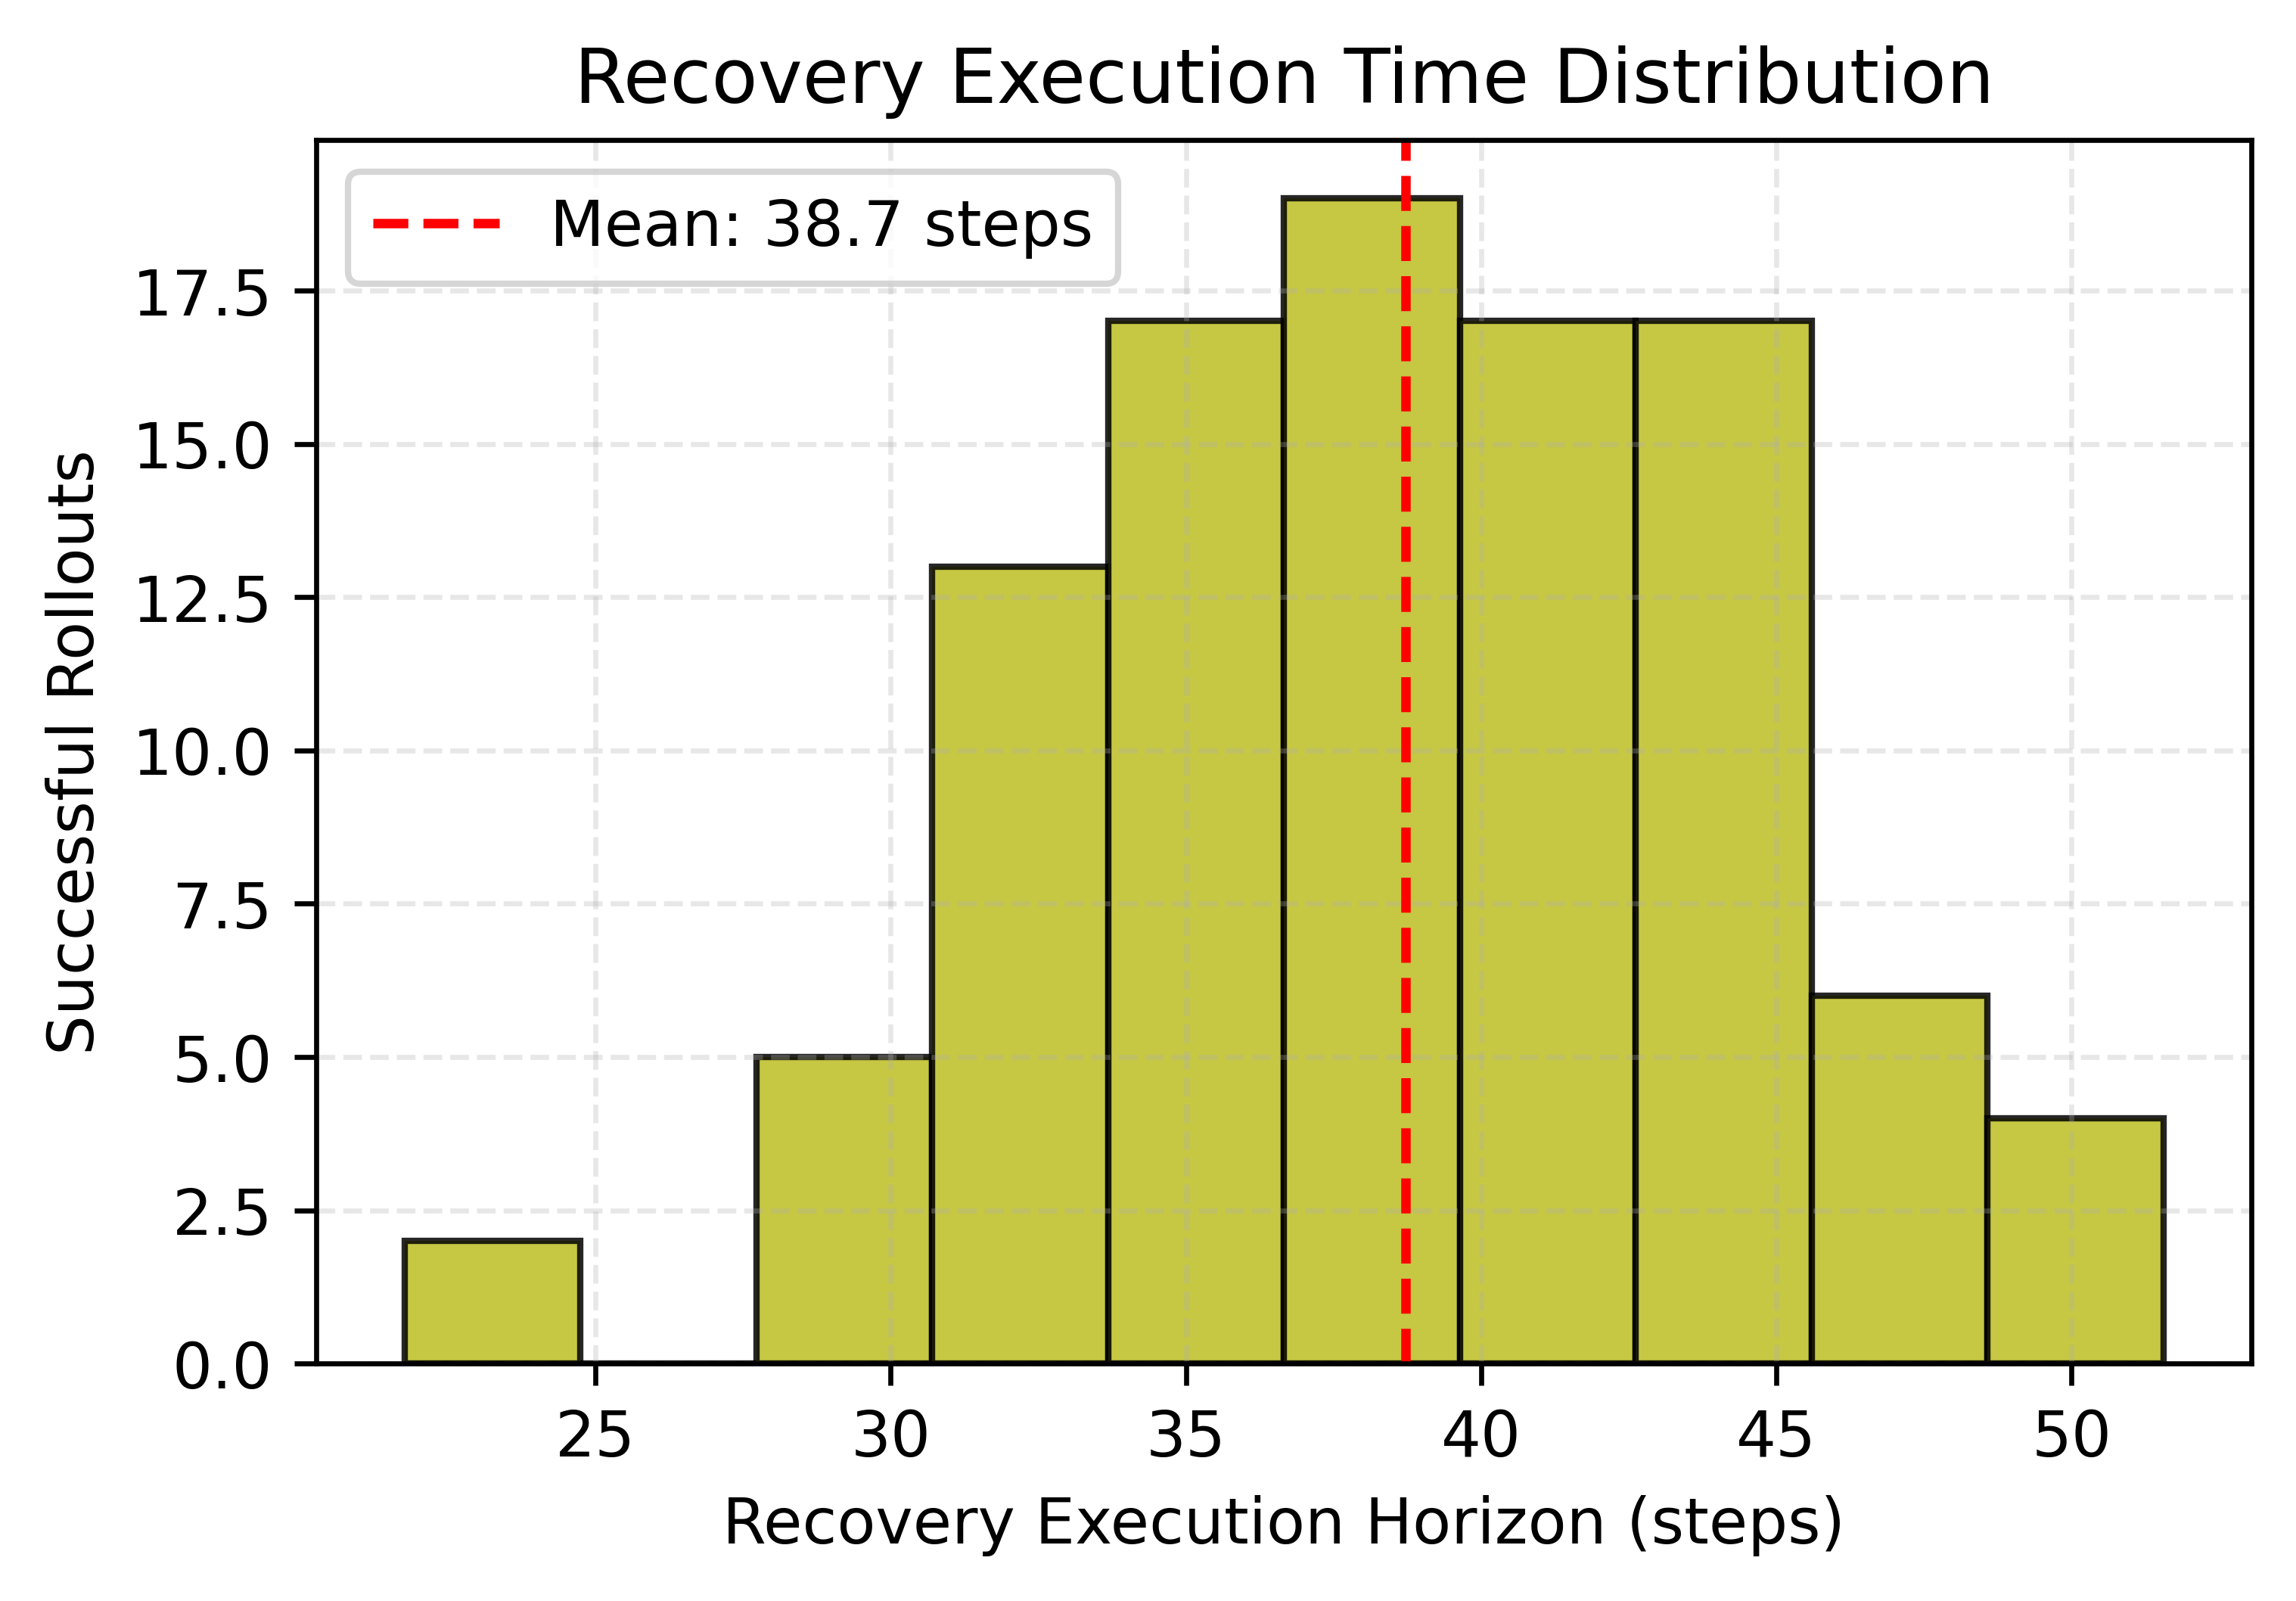 Recovery Execution Time Distribution
Mean: 38.7 steps
17.5
15.0
12.5
10.0
7.5
5.0
2.5
0.0
Successful Rollouts
25 30 35 40 45 50
Recovery Execution Horizon (steps)